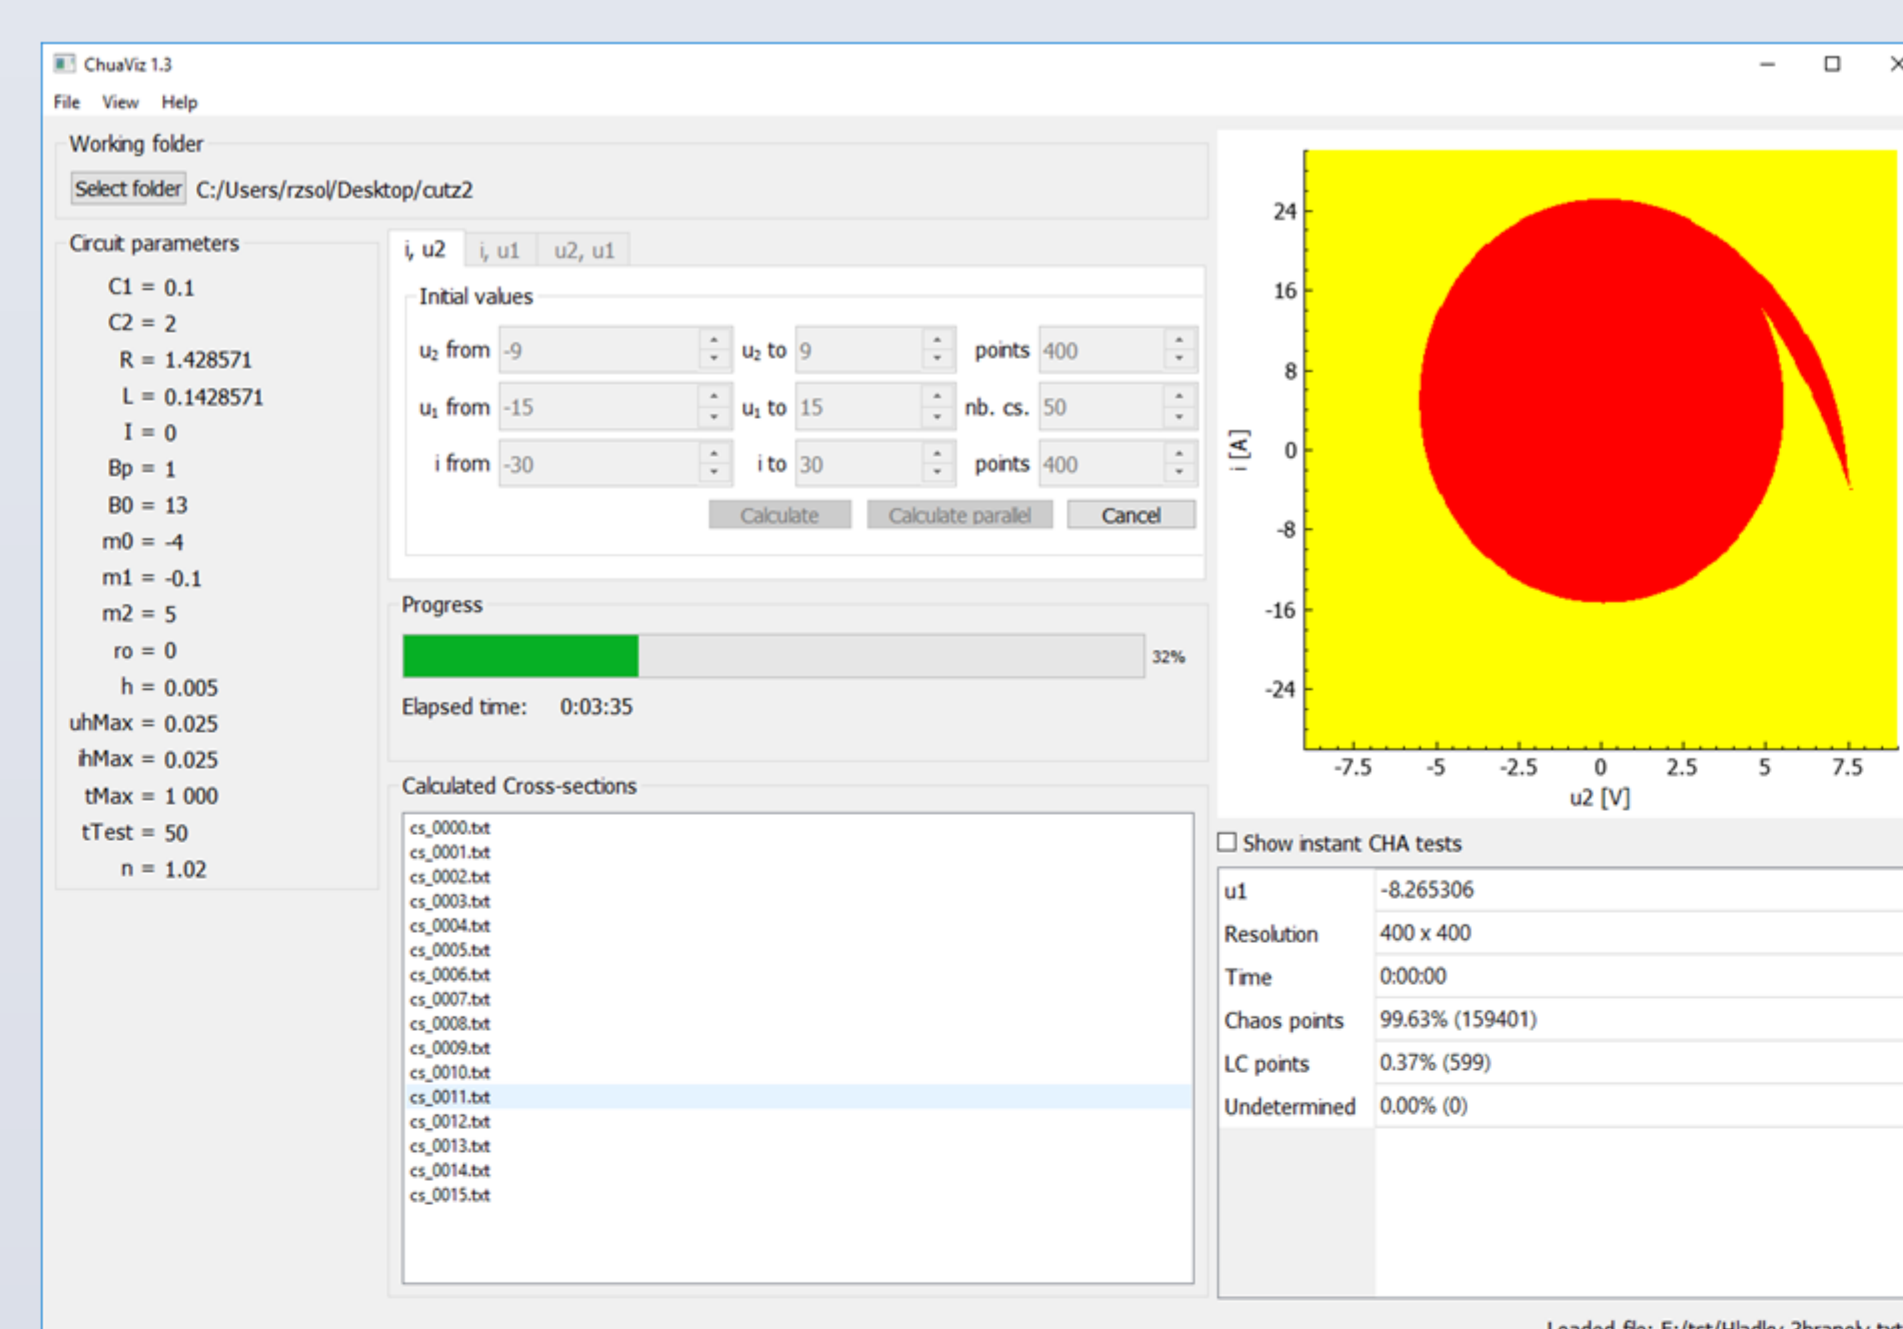 ChuaViz 1.3
File View Help
Working folder
Select folder C:/Users/rzsol/Desktop/cutz2
Circuit parameters
C1 = 0.1
C2 = 2
R = 1.428571
L = 0.1428571
I = 0
Bp = 1
B0 = 13
m0 = -4
m1 = -0.1
m2 = 5
ro = 0
h = 0.005
uhMax = 0.025
ihMax = 0.025
tMax = 1 000
tTest = 50
n = 1.02
i, u2 i, u1 u2, u1
Initial values
u₂ from -9 u₂ to 9 points 400
u₁ from -15 u₁ to 15 nb. cs. 50
i from -30 i to 30 points 400
Calculate Calculate parallel Cancel
Progress
32%
Elapsed time: 0:03:35
Calculated Cross-sections
cs_0000.txt
cs_0001.txt
cs_0002.txt
cs_0003.txt
cs_0004.txt
cs_0005.txt
cs_0006.txt
cs_0007.txt
cs_0008.txt
cs_0009.txt
cs_0010.txt
cs_0011.txt
cs_0012.txt
cs_0013.txt
cs_0014.txt
cs_0015.txt
24
16
8
0
-8
-16
-24
i [A]
-7.5 -5 -2.5 0 2.5 5 7.5
u2 [V]
Show instant CHA tests
u1 -8.265306
Resolution 400 x 400
Time 0:00:00
Chaos points 99.63% (159401)
LC points 0.37% (599)
Undetermined 0.00% (0)
Loaded file: